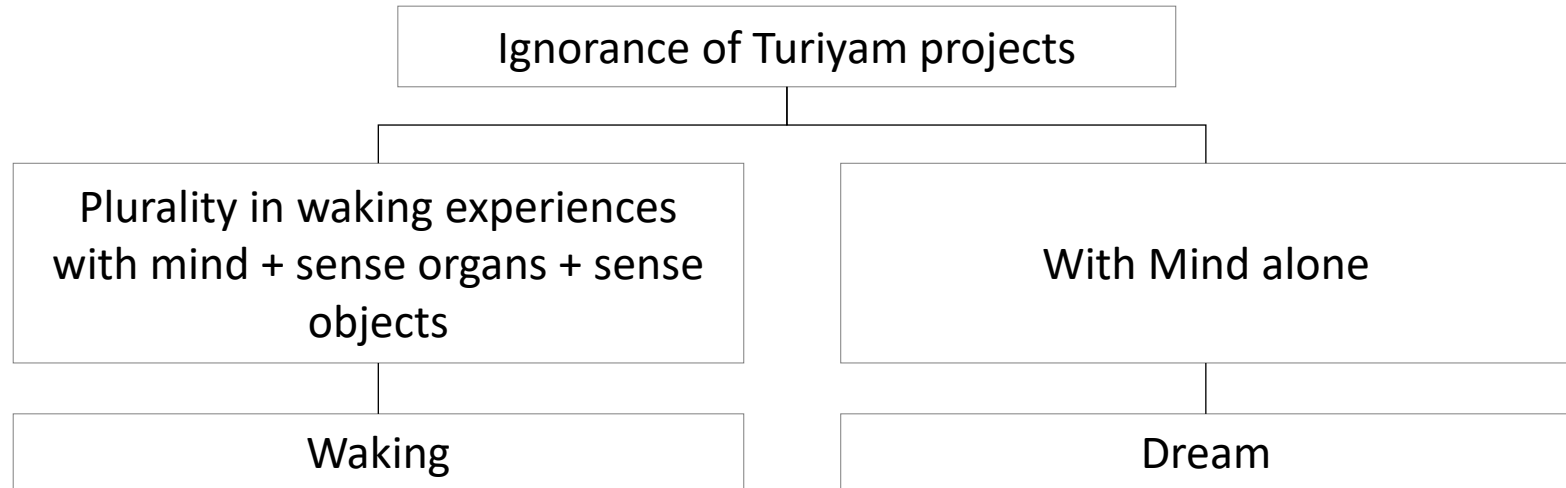 Ignorance of Turiyam projects
Plurality in waking experiences
with mind + sense organs + sense
objects
With Mind alone
Waking
Dream